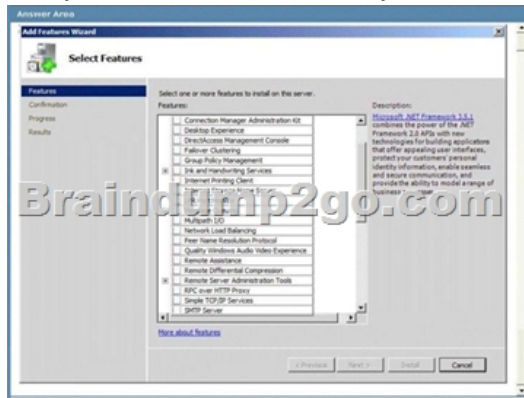 Answer Area
Add Features Wizard
Select Features
Features
Confirmation
Progress
Results
Select one or more features to install on this server.
Features:
Connection Manager Administration Kit
Desktop Experience
DirectAccess Management Console
Failover Clustering
Group Policy Management
Ink and Handwriting Services
Internet Printing Client
Multipath I/O
Network Load Balancing
Peer Name Resolution Protocol
Quality Windows Audio Video Experience
Remote Assistance
Remote Differential Compression
Remote Server Administration Tools
RPC over HTTP Proxy
Simple TCP/IP Services
SMTP Server
More about features
Description:
Microsoft .NET Framework 3.5.1
combines the power of the .NET
Framework 2.0 APIs with new
technologies for building applications
that offer appealing user interfaces,
protect your customers' personal
identity information, enable seamless
and secure communication, and
provide the ability to model a range of
business
Braindump2go.com
< Previous
Next >
Install
Cancel